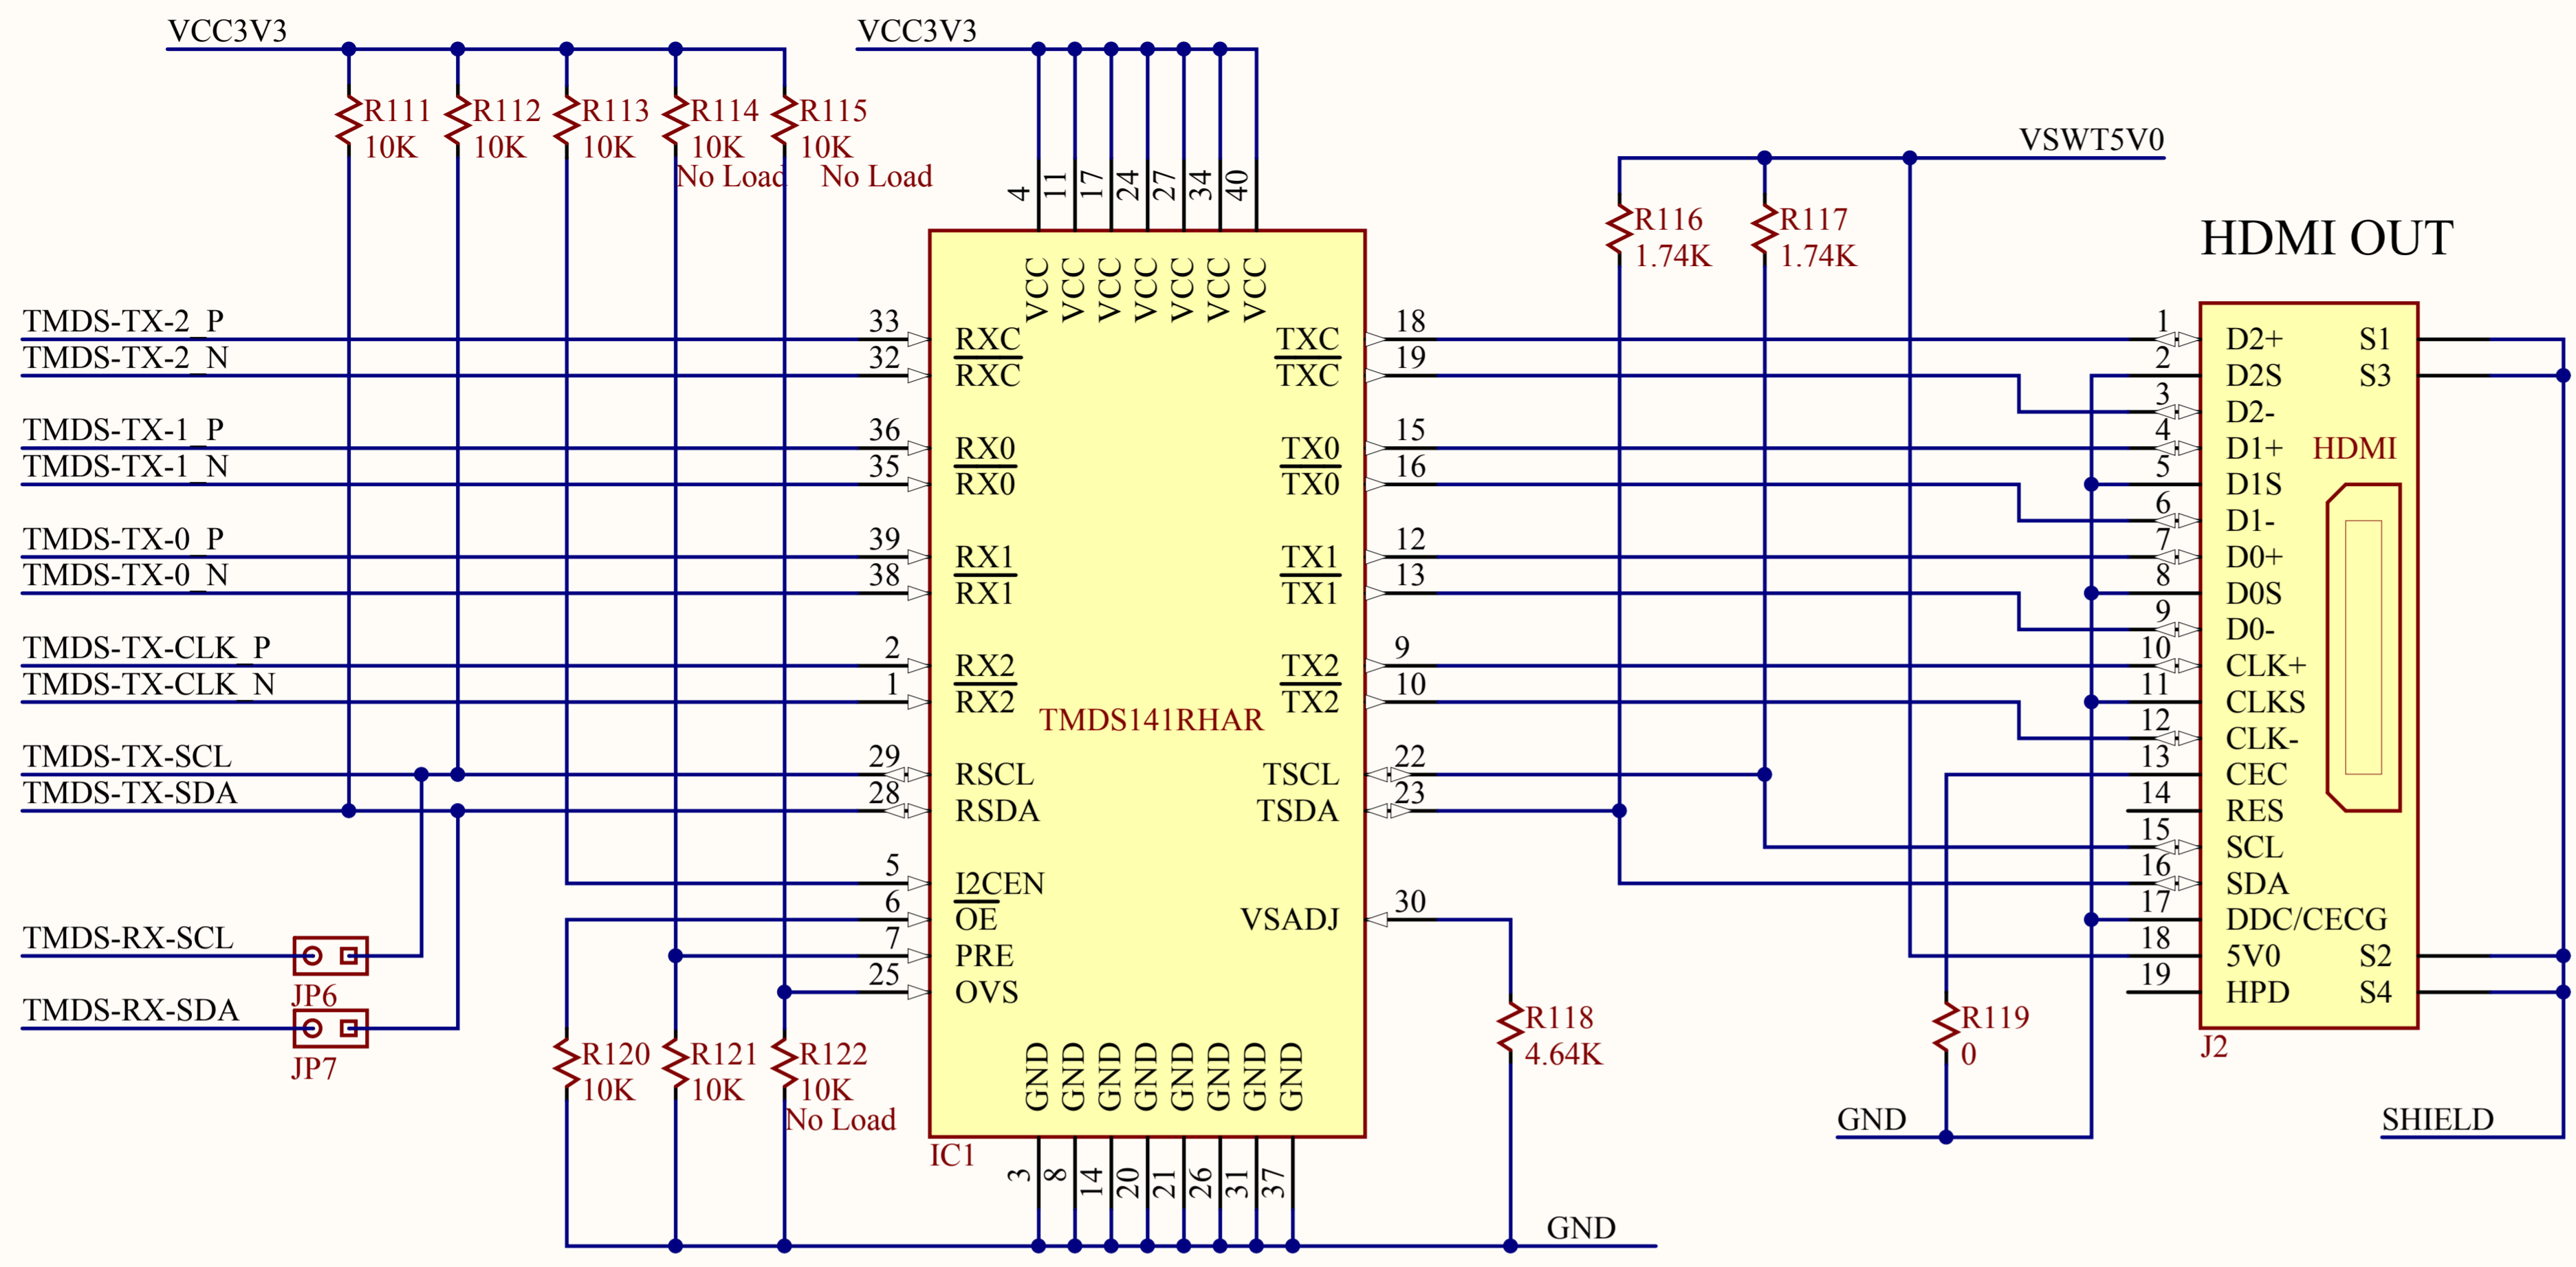 VCC3V3
VCC3V3
R111
10K
R112
10K
R113
10K
R114
10K
No Load
R115
10K
No Load
4
11
17
24
27
34
40
VSWT5V0
R116
1.74K
R117
1.74K
HDMI OUT
VCC
VCC
VCC
VCC
VCC
VCC
VCC
TMDS-TX-2_P
33
RXC
TXC
18
1
D2+
S1
TMDS-TX-2_N
32
RXC
TXC
19
2
D2S
S3
3
D2-
TMDS-TX-1_P
36
RX0
TX0
15
4
D1+
HDMI
TMDS-TX-1_N
35
RX0
TX0
16
5
D1S
6
D1-
TMDS-TX-0_P
39
RX1
TX1
12
7
D0+
TMDS-TX-0_N
38
RX1
TX1
13
8
D0S
9
D0-
TMDS-TX-CLK_P
2
RX2
TX2
9
10
CLK+
TMDS-TX-CLK_N
1
RX2
TX2
10
11
CLKS
TMDS141RHAR
12
CLK-
TMDS-TX-SCL
29
RSCL
TSCL
22
13
CEC
TMDS-TX-SDA
28
RSDA
TSDA
23
14
RES
15
SCL
5
I2CEN
16
SDA
6
OE
VSADJ
30
17
DDC/CECG
TMDS-RX-SCL
JP6
7
PRE
18
5V0
S2
25
OVS
19
HPD
S4
TMDS-RX-SDA
JP7
R120
10K
R121
10K
R122
10K
No Load
R118
4.64K
R119
0
J2
GND
GND
GND
GND
GND
GND
GND
GND
IC1
GND
SHIELD
3
8
14
20
21
26
31
37
GND